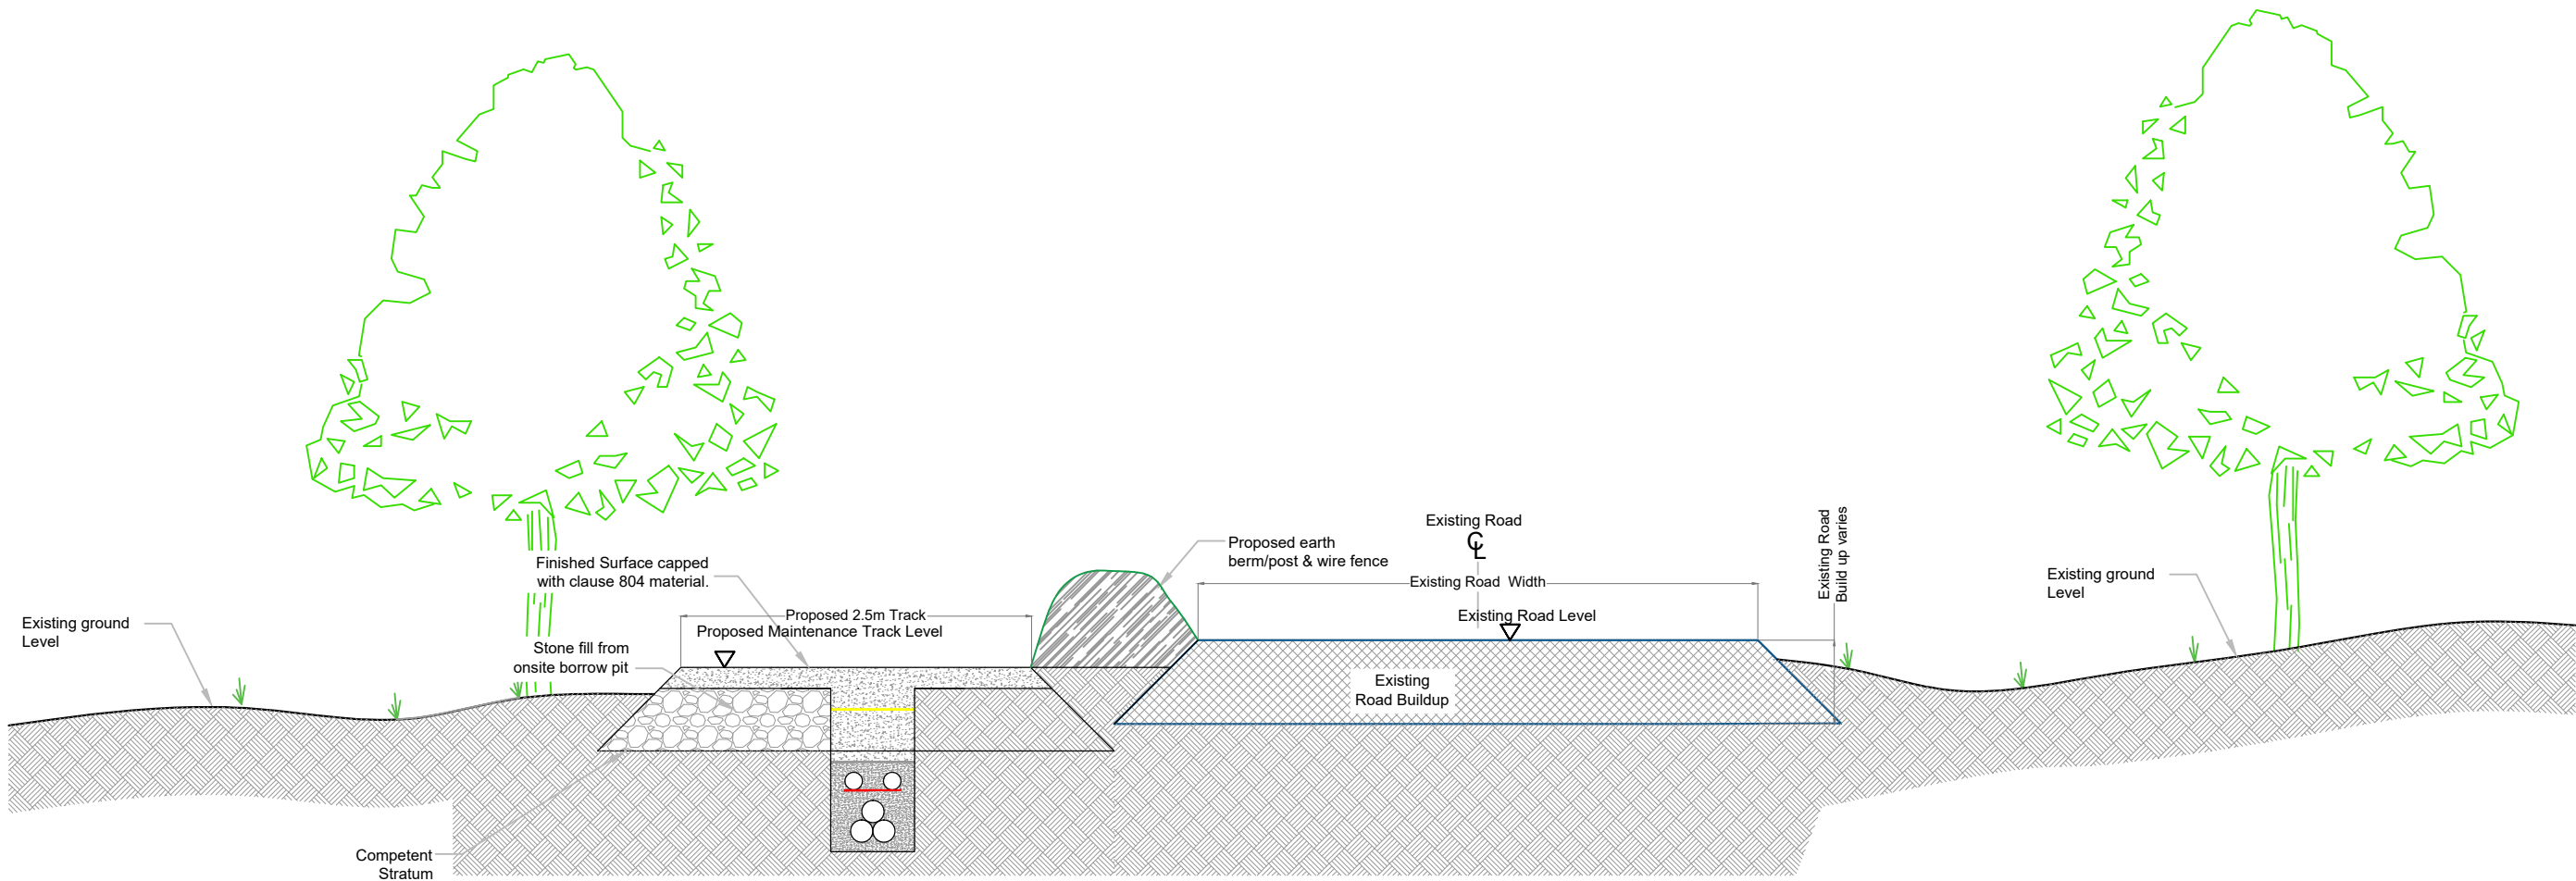 Existing Road
℄
Existing Road Width
Existing Road Level
Existing Road
Build up varies
Proposed earth
berm/post & wire fence
Finished Surface capped
with clause 804 material.
Proposed 2.5m Track
Proposed Maintenance Track Level
Stone fill from
onsite borrow pit
Existing ground
Level
Existing ground
Level
Existing
Road Buildup
Competent
Stratum